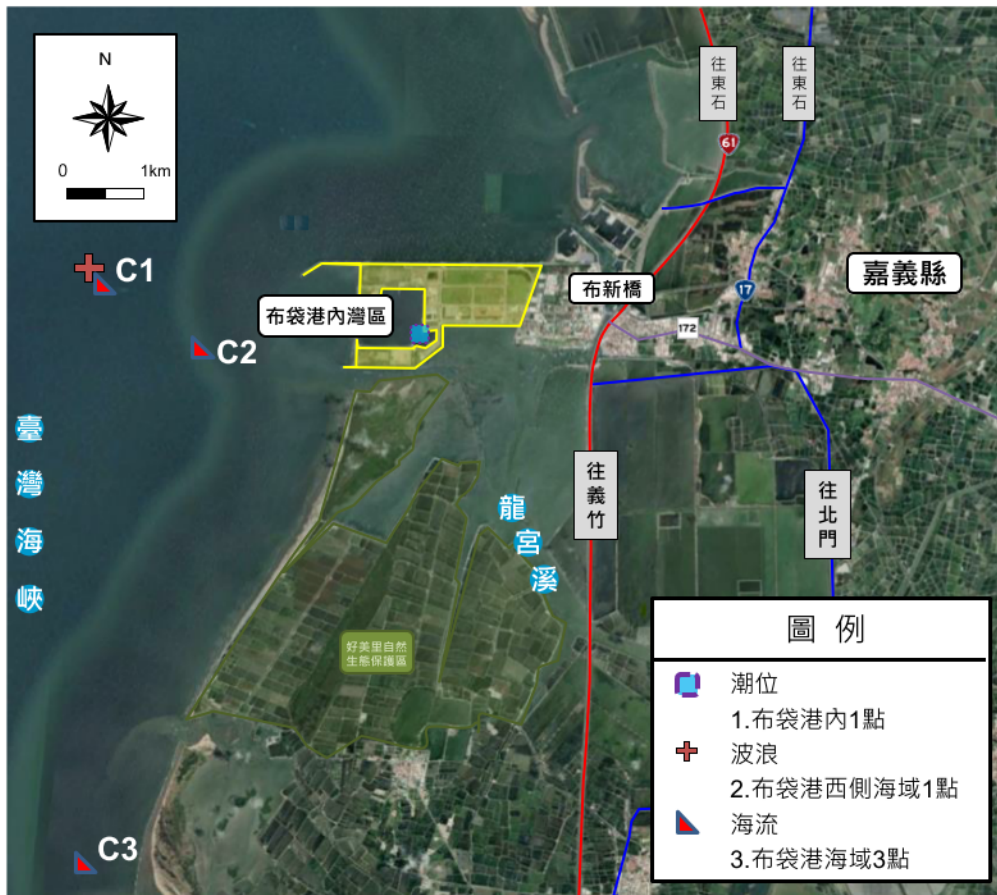 N
0 1km
往東石
往東石
61
C1
嘉義縣
布新橋
17
布袋港內灣區
172
C2
臺灣海峽
往義竹
往北門
龍宮溪
好美里自然
生態保護區
C3
圖 例
潮位
1.布袋港內1點
波浪
2.布袋港西側海域1點
海流
3.布袋港海域3點